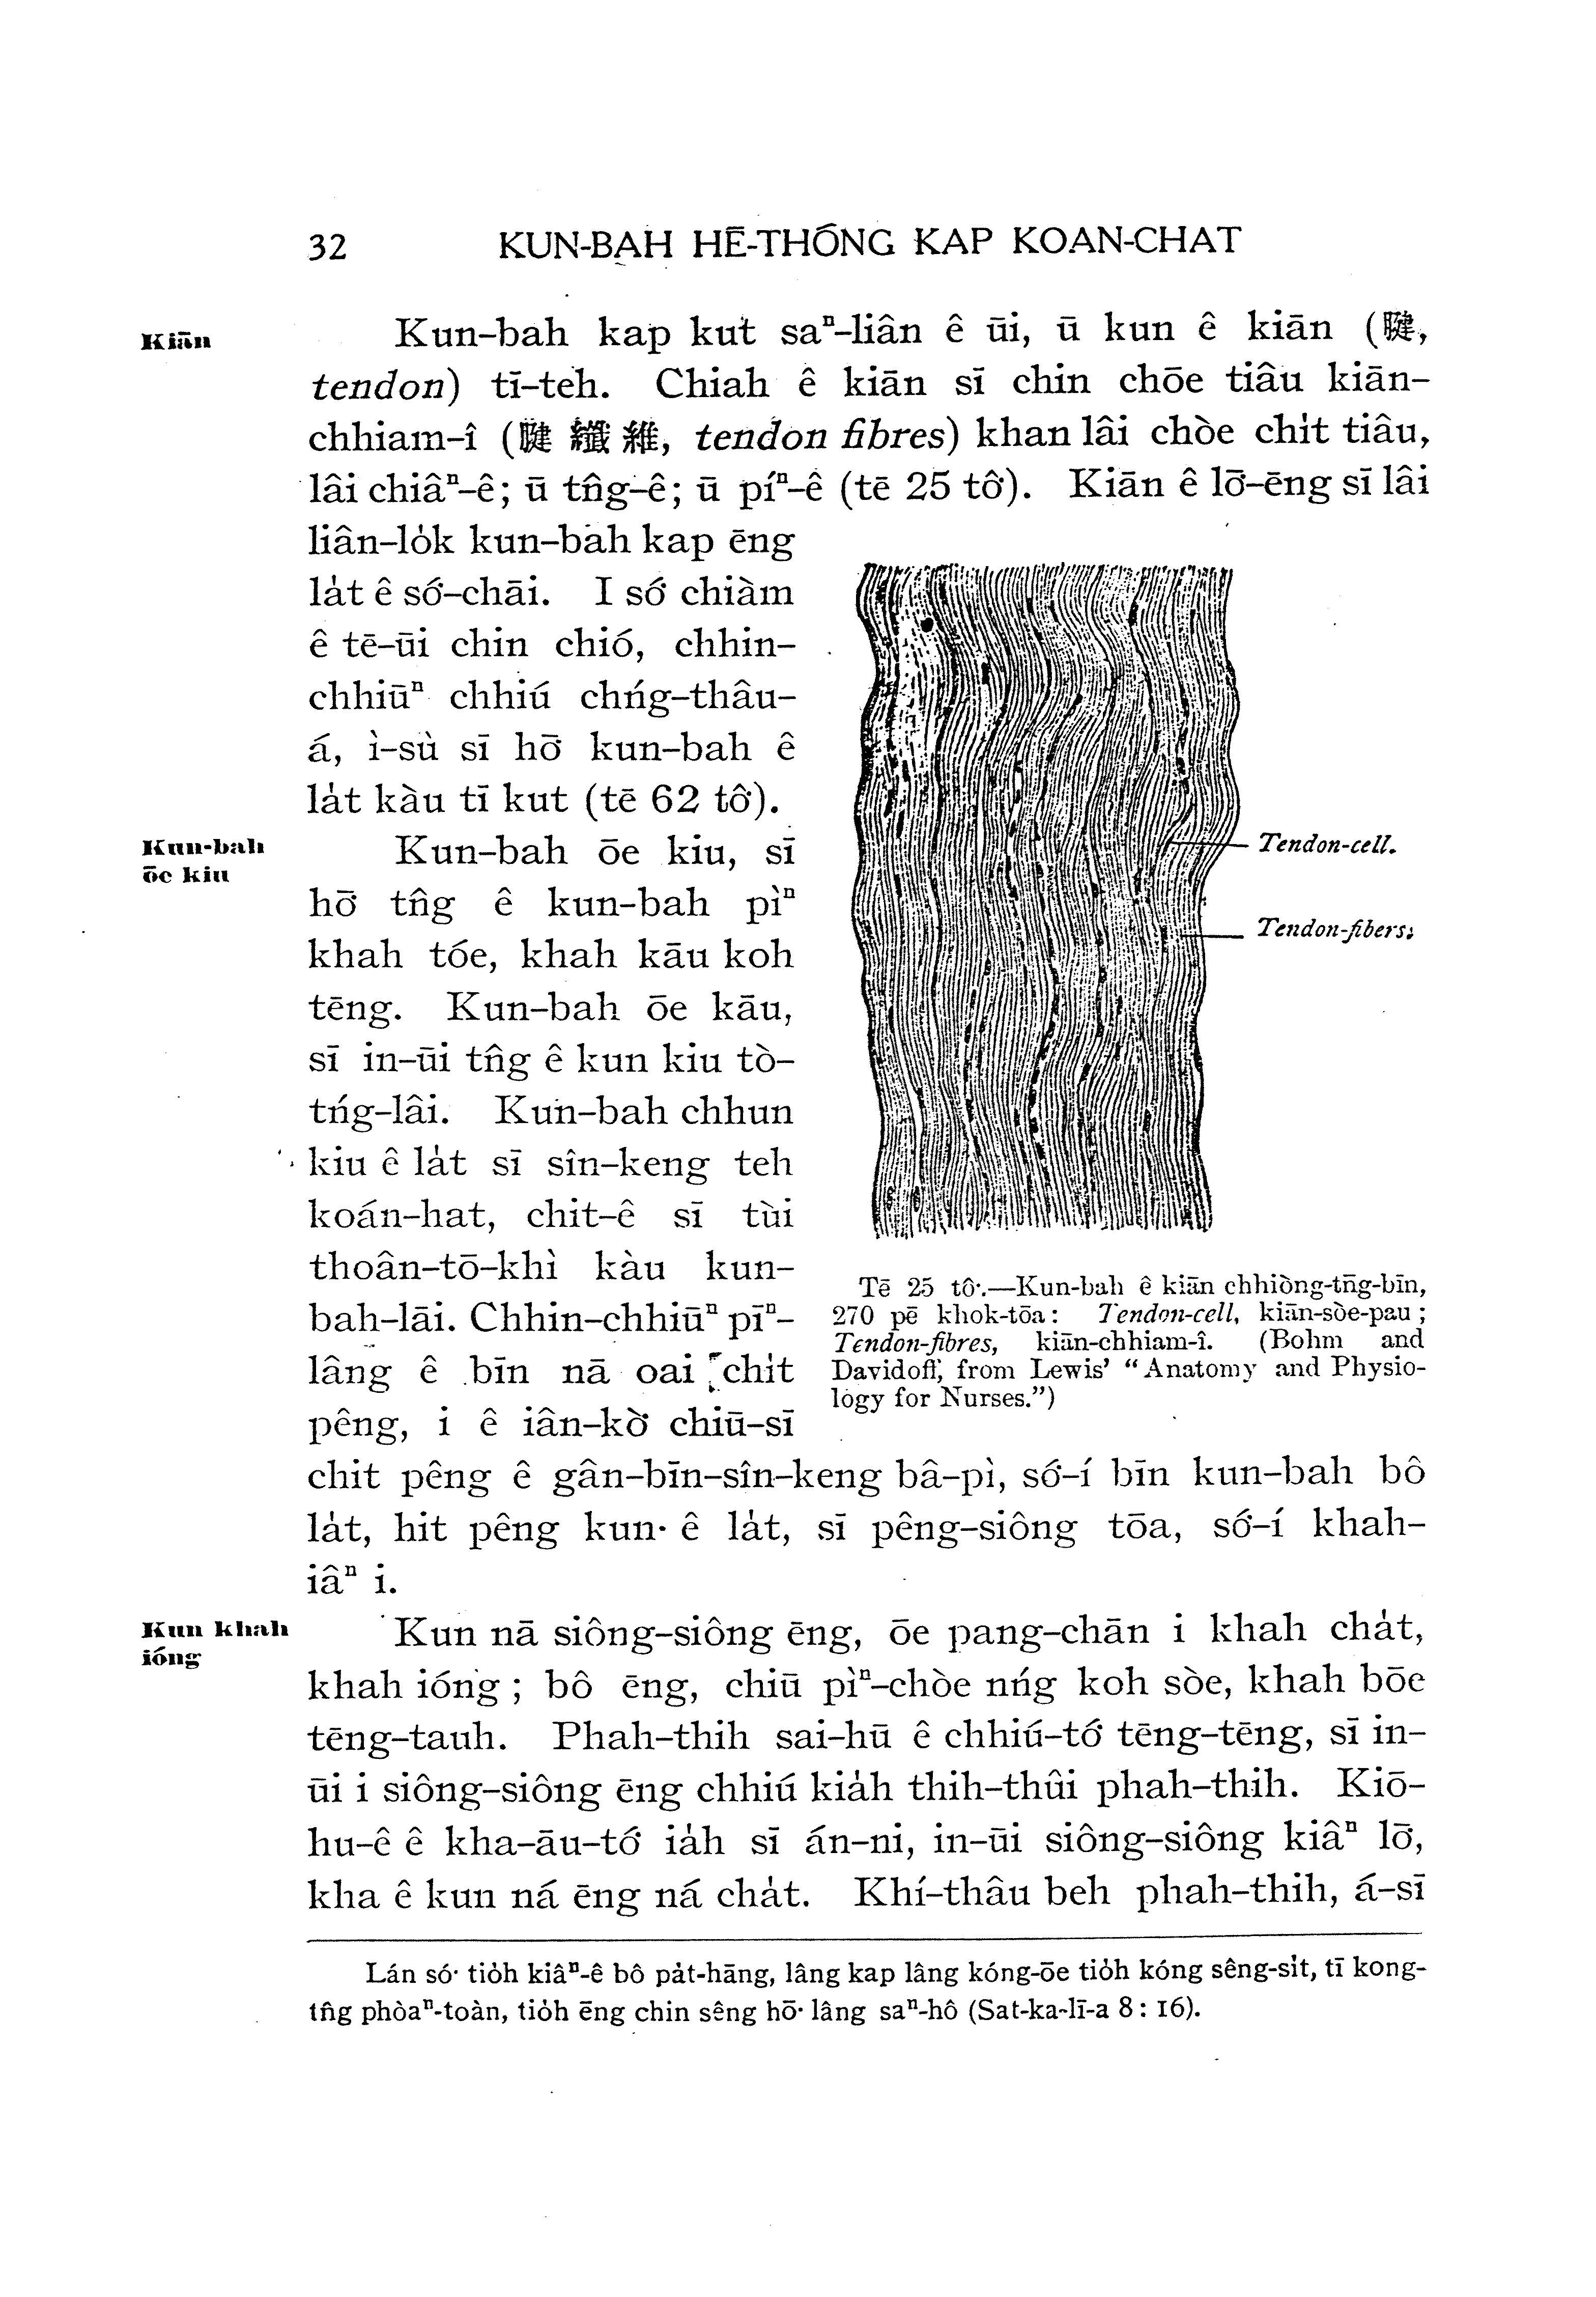 32 KUN-BAH HĒ-THÓNG KAP KOAN-CHAT
Kiān
Kun-bah kap kut saⁿ-liân ê ūi, ū kun ê kiān (腱,
tendon) tī-teh. Chiah ê kiān sī chin chōe tiâu kiān-
chhiam-î (腱 纖 維, tendon fibres) khan lâi chòe chi̍t tiâu,
lâi chiâⁿ-ê; ū tn̂g-ê; ū píⁿ-ê (tē 25 tô͘). Kiān ê lō͘-ēng sī lâi
liân-lo̍k kun-bah kap ēng
la̍t ê só͘-chāi. I só͘ chiàm
ê tē-ūi chin chió, chhin-
chhiūⁿ chhiú chńg-thâu-
á, ì-sù sī hō͘ kun-bah ê
la̍t kàu tī kut (tē 62 tô͘).
Kun-bah
ōe kiu
Kun-bah ōe kiu, sī
hō͘ tn̂g ê kun-bah pìⁿ
khah tóe, khah kāu koh
tēng. Kun-bah ōe kāu,
sī in-ūi tn̂g ê kun kiu tò-
tńg-lâi. Kun-bah chhun
kiu ê la̍t sī sîn-keng teh
koán-hat, chit-ê sī tùi
thoân-tō-khì kàu kun-
bah-lāi. Chhin-chhiūⁿ pīⁿ-
lâng ê bīn nā oai chi̍t
pêng, i ê iân-kò͘ chiū-sī
chit pêng ê gân-bīn-sîn-keng bâ-pì, só͘-í bīn kun-bah bô
la̍t, hit pêng kun ê la̍t, sī pêng-siông tōa, só͘-í khah-
iâⁿ i.
Tendon-cell.
Tendon-fibers:
Tē 25 tô͘.—Kun-bah ê kiān chhiòng-tn̄g-bīn,
270 pē khok-tōa: Tendon-cell, kiān-sòe-pau;
Tendon-fibres, kiān-chhiam-î. (Bohm and
Davidoff, from Lewis' “Anatomy and Physio-
logy for Nurses.”)
Kun khah
ióng
Kun nā siông-siông ēng, ōe pang-chān i khah cha̍t,
khah ióng; bô ēng, chiū pìⁿ-chòe nńg koh sòe, khah bōe
tēng-tauh. Phah-thih sai-hū ê chhiú-tó͘ tēng-tēng, sī in-
ūi i siông-siông ēng chhiú kia̍h thih-thûi phah-thih. Kiō-
hu-ê ê kha-āu-tó͘ ia̍h sī án-ni, in-ūi siông-siông kiâⁿ lō͘,
kha ê kun ná ēng ná cha̍t. Khí-thâu beh phah-thih, á-sī
Lán só͘ tio̍h kiâⁿ-ê bô pa̍t-hāng, lâng kap lâng kóng-ōe tio̍h kóng sêng-si̍t, tī kong-
tn̂g phòaⁿ-toàn, tio̍h ēng chin sêng hō͘ lâng saⁿ-hô (Sat-ka-lī-a 8: 16).